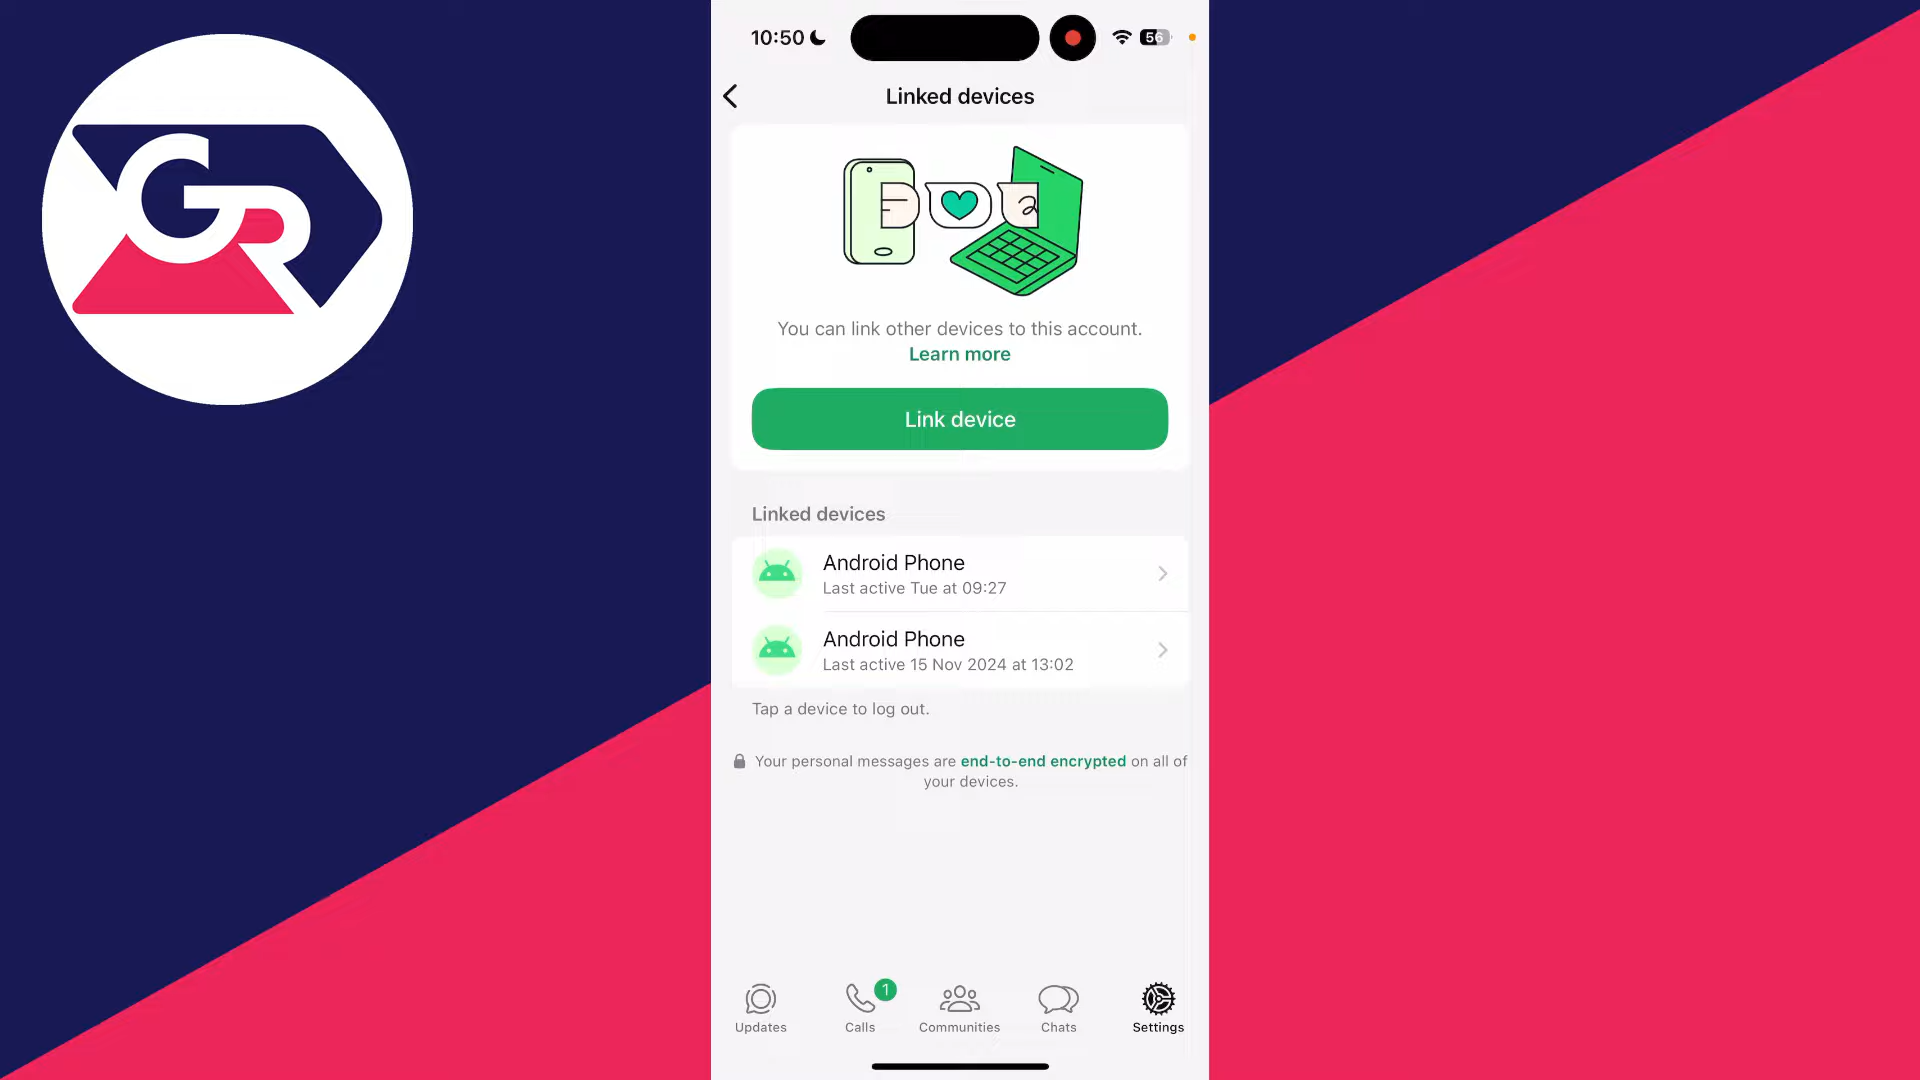 GR
10:50
56
Linked devices
You can link other devices to this account.
Learn more
Link device
Linked devices
Android Phone
Last active Tue at 09:27
Android Phone
Last active 15 Nov 2024 at 13:02
Tap a device to log out.
Your personal messages are end-to-end encrypted on all of
your devices.
1
Updates
Calls
Communities
Chats
Settings